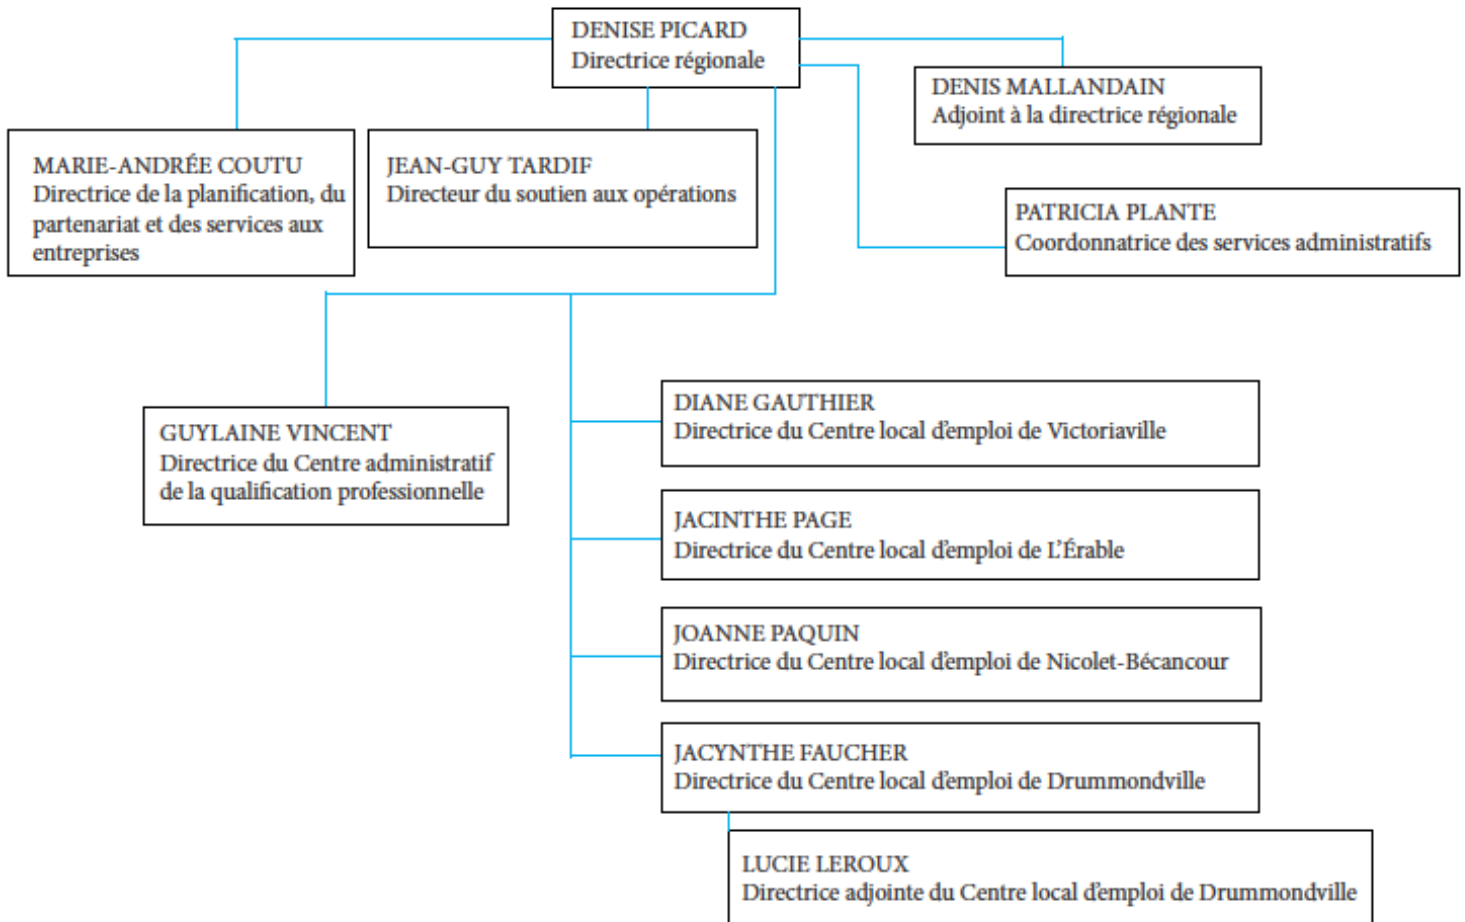 DENISE PICARD
Directrice régionale
DENIS MALLANDAIN
Adjoint à la directrice régionale
MARIE-ANDRÉE COUTU
Directrice de la planification, du
partenariat et des services aux
entreprises
JEAN-GUY TARDIF
Directeur du soutien aux opérations
PATRICIA PLANTE
Coordonnatrice des services administratifs
GUYLAINE VINCENT
Directrice du Centre administratif
de la qualification professionnelle
DIANE GAUTHIER
Directrice du Centre local d’emploi de Victoriaville
JACINTHE PAGE
Directrice du Centre local d’emploi de L’Érable
JOANNE PAQUIN
Directrice du Centre local d’emploi de Nicolet-Bécancour
JACYNTHE FAUCHER
Directrice du Centre local d’emploi de Drummondville
LUCIE LEROUX
Directrice adjointe du Centre local d’emploi de Drummondville